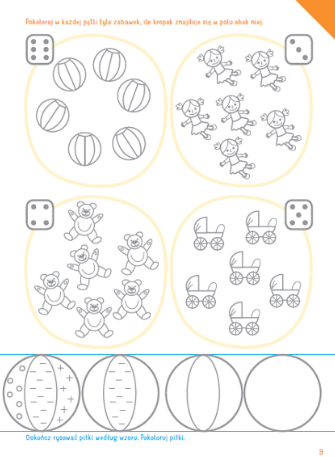 Pokoloruj w każdej pętli tyle zabawek, ile kropek znajduje się w polu obok niej.
Dokończ rysować piłki według wzoru. Pokoloruj piłki.
9